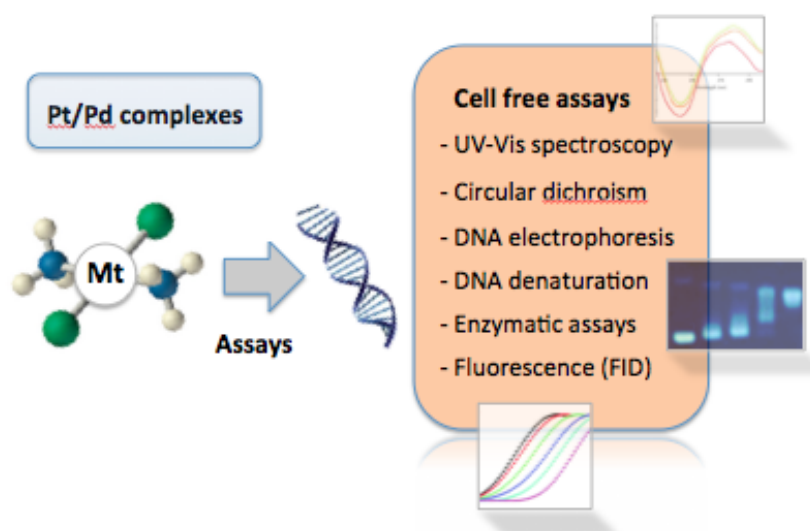 Pt/Pd complexes
Mt
Assays
Cell free assays
- UV-Vis spectroscopy
- Circular dichroism
- DNA electrophoresis
- DNA denaturation
- Enzymatic assays
- Fluorescence (FID)